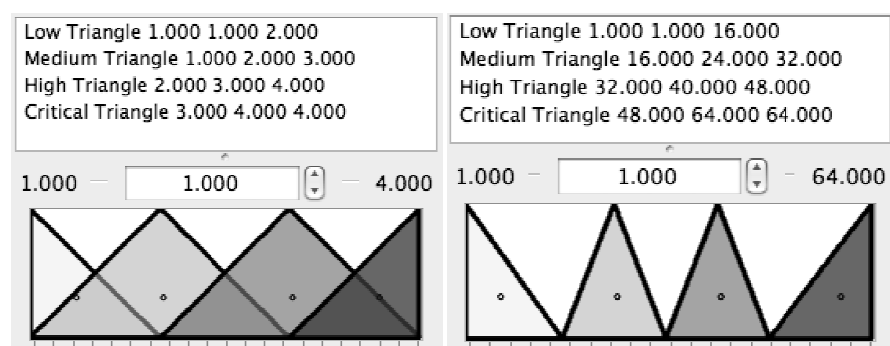 Low Triangle 1.000 1.000 2.000
Medium Triangle 1.000 2.000 3.000
High Triangle 2.000 3.000 4.000
Critical Triangle 3.000 4.000 4.000
1.000 1.000 4.000
Low Triangle 1.000 1.000 16.000
Medium Triangle 16.000 24.000 32.000
High Triangle 32.000 40.000 48.000
Critical Triangle 48.000 64.000 64.000
1.000 1.000 64.000